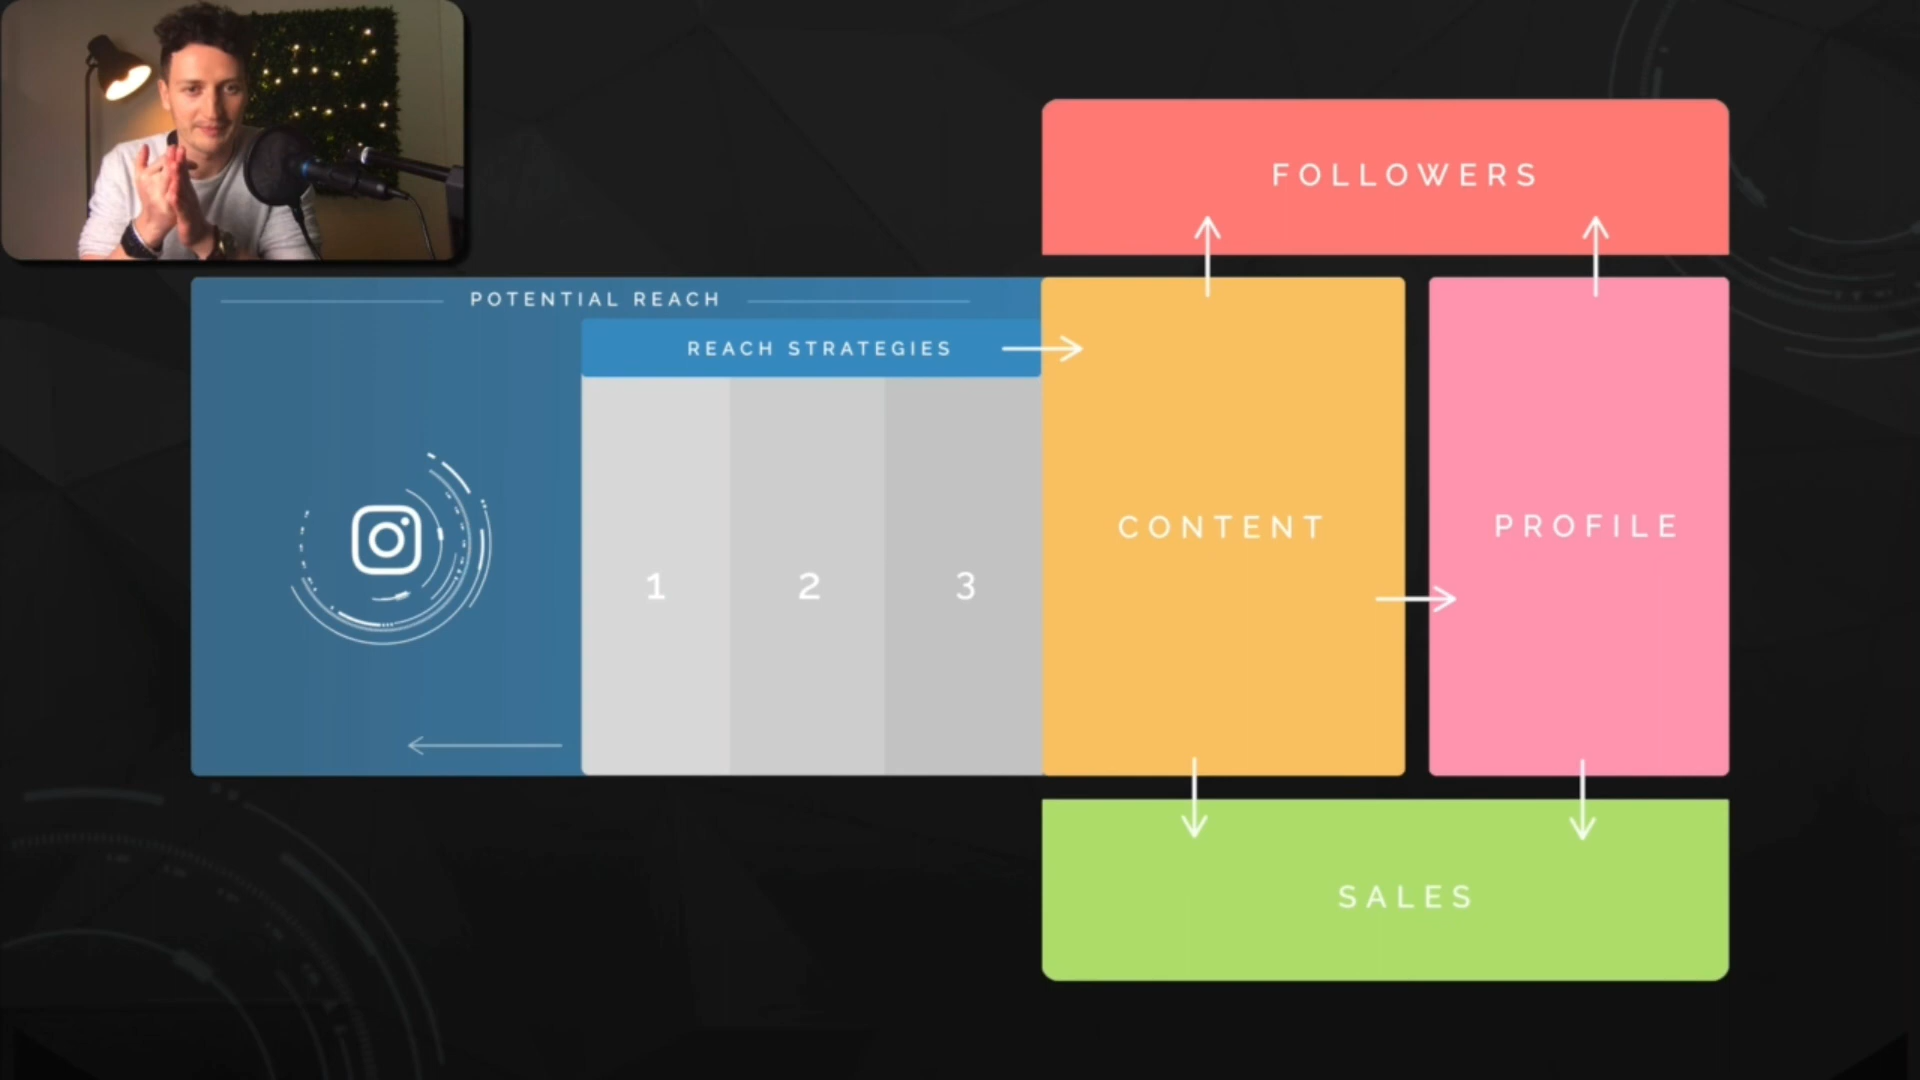 FOLLOWERS
POTENTIAL REACH
REACH STRATEGIES
1
2
3
CONTENT
PROFILE
SALES